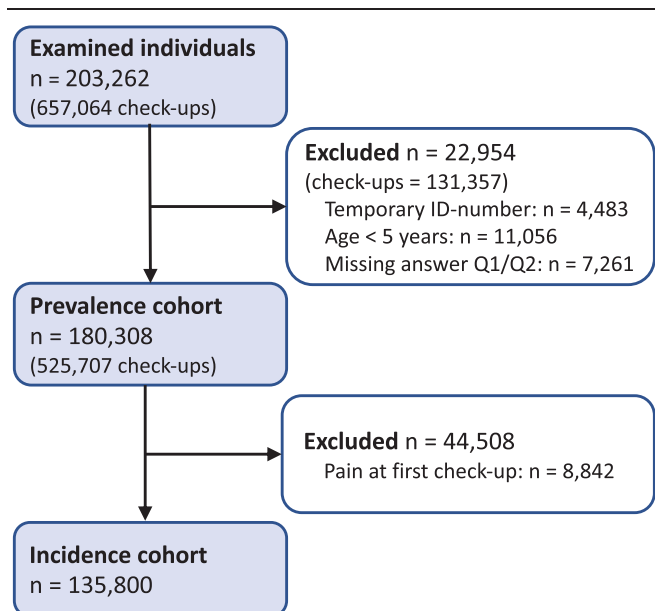 Examined individuals
n = 203,262
(657,064 check-ups)
Excluded n = 22,954
(check-ups = 131,357)
Temporary ID-number: n = 4,483
Age < 5 years: n = 11,056
Missing answer Q1/Q2: n = 7,261
Prevalence cohort
n = 180,308
(525,707 check-ups)
Excluded n = 44,508
Pain at first check-up: n = 8,842
Incidence cohort
n = 135,800